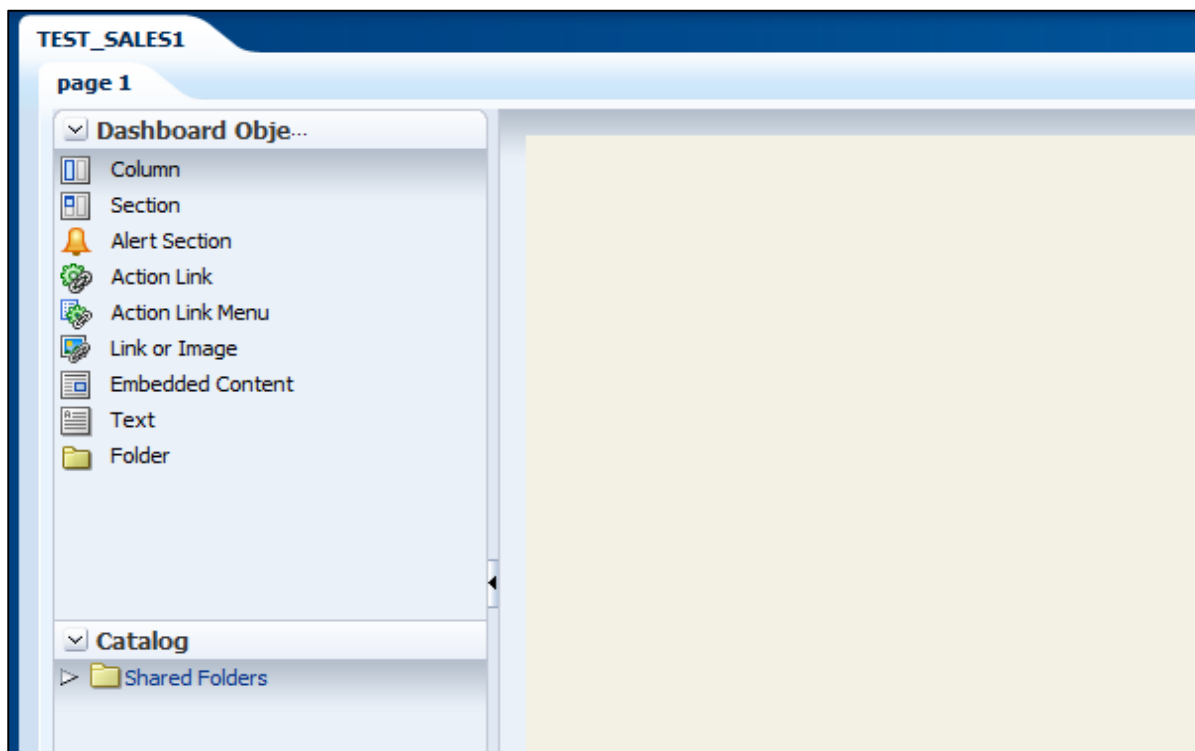 TEST_SALES1
page 1
Dashboard Obje...
Column
Section
Alert Section
Action Link
Action Link Menu
Link or Image
Embedded Content
Text
Folder
Catalog
Shared Folders